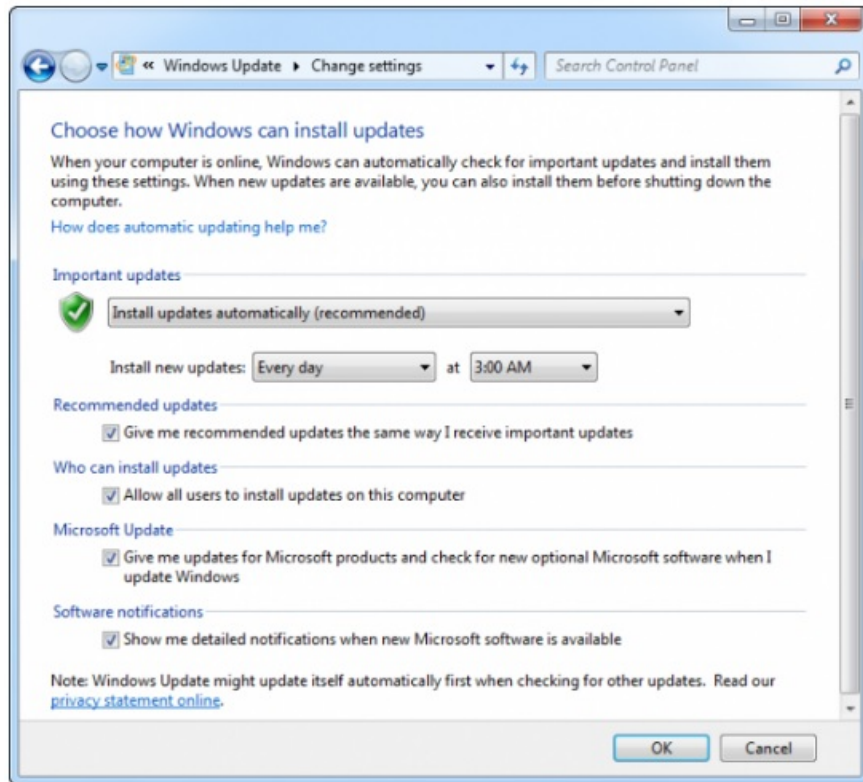 « Windows Update ▸ Change settings Search Control Panel
Choose how Windows can install updates
When your computer is online, Windows can automatically check for important updates and install them
using these settings. When new updates are available, you can also install them before shutting down the
computer.
How does automatic updating help me?
Important updates
Install updates automatically (recommended)
Install new updates: Every day at 3:00 AM
Recommended updates
Give me recommended updates the same way I receive important updates
Who can install updates
Allow all users to install updates on this computer
Microsoft Update
Give me updates for Microsoft products and check for new optional Microsoft software when I
update Windows
Software notifications
Show me detailed notifications when new Microsoft software is available
Note: Windows Update might update itself automatically first when checking for other updates. Read our
privacy statement online.
OK Cancel